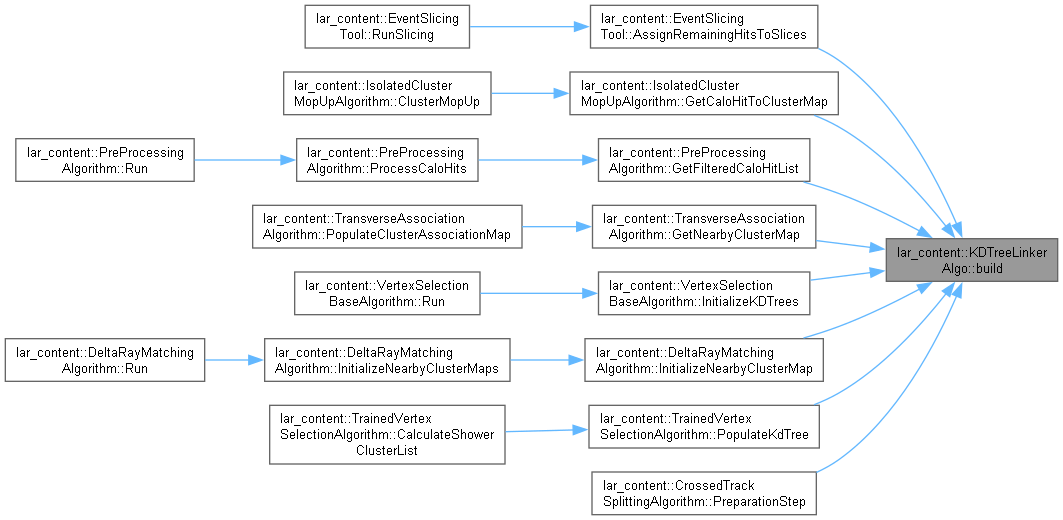 lar_content::EventSlicing
Tool::RunSlicing
lar_content::EventSlicing
Tool::AssignRemainingHitsToSlices
lar_content::IsolatedCluster
MopUpAlgorithm::ClusterMopUp
lar_content::IsolatedCluster
MopUpAlgorithm::GetCaloHitToClusterMap
lar_content::PreProcessing
Algorithm::Run
lar_content::PreProcessing
Algorithm::ProcessCaloHits
lar_content::PreProcessing
Algorithm::GetFilteredCaloHitList
lar_content::TransverseAssociation
Algorithm::PopulateClusterAssociationMap
lar_content::TransverseAssociation
Algorithm::GetNearbyClusterMap
lar_content::KDTreeLinker
Algo::build
lar_content::VertexSelection
BaseAlgorithm::Run
lar_content::VertexSelection
BaseAlgorithm::InitializeKDTrees
lar_content::DeltaRayMatching
Algorithm::Run
lar_content::DeltaRayMatching
Algorithm::InitializeNearbyClusterMaps
lar_content::DeltaRayMatching
Algorithm::InitializeNearbyClusterMap
lar_content::TrainedVertex
SelectionAlgorithm::CalculateShower
ClusterList
lar_content::TrainedVertex
SelectionAlgorithm::PopulateKdTree
lar_content::CrossedTrack
SplittingAlgorithm::PreparationStep